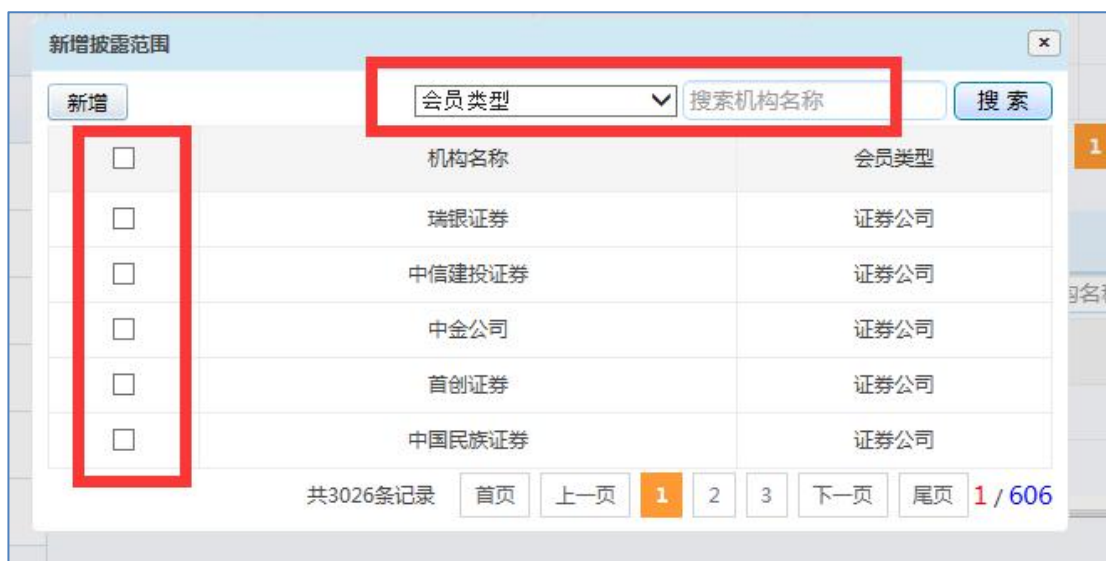 新增披露范围
新增 会员类型 搜索机构名称 搜 索
机构名称 会员类型
1
瑞银证券 证券公司
中信建投证券 证券公司
中金公司 证券公司
首创证券 证券公司
中国民族证券 证券公司
共3026条记录 首页 上一页 1 2 3 下一页 尾页 1 / 606